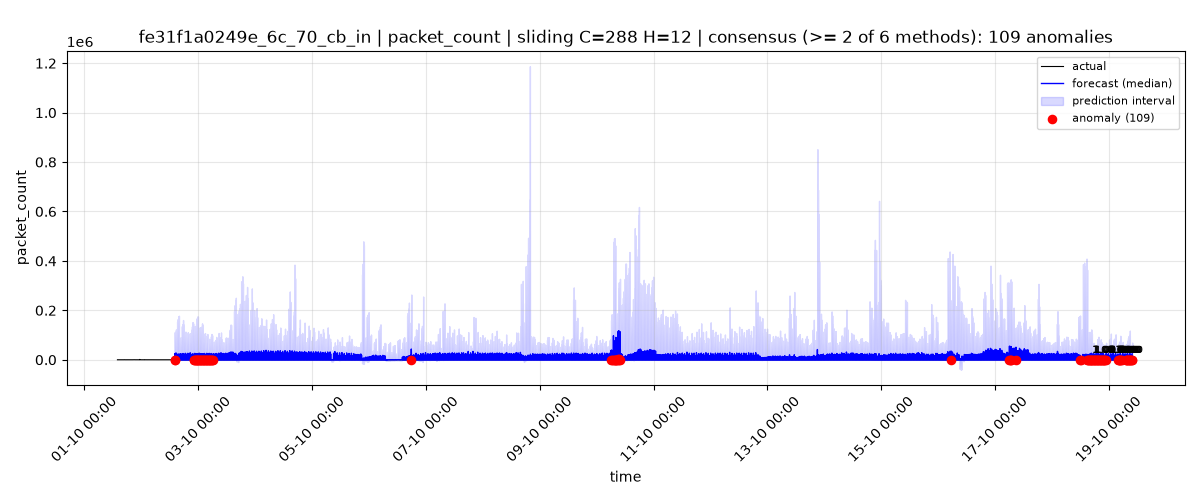 fe31f1a0249e_6c_70_cb_in | packet_count | sliding C=288 H=12 | consensus (>= 2 of 6 methods): 109 anomalies
1e6
1.2
1.0
0.8
0.6
0.4
0.2
0.0
packet_count
actual
forecast (median)
prediction interval
anomaly (109)
01-10 00:00
03-10 00:00
05-10 00:00
07-10 00:00
09-10 00:00
11-10 00:00
13-10 00:00
15-10 00:00
17-10 00:00
19-10 00:00
time